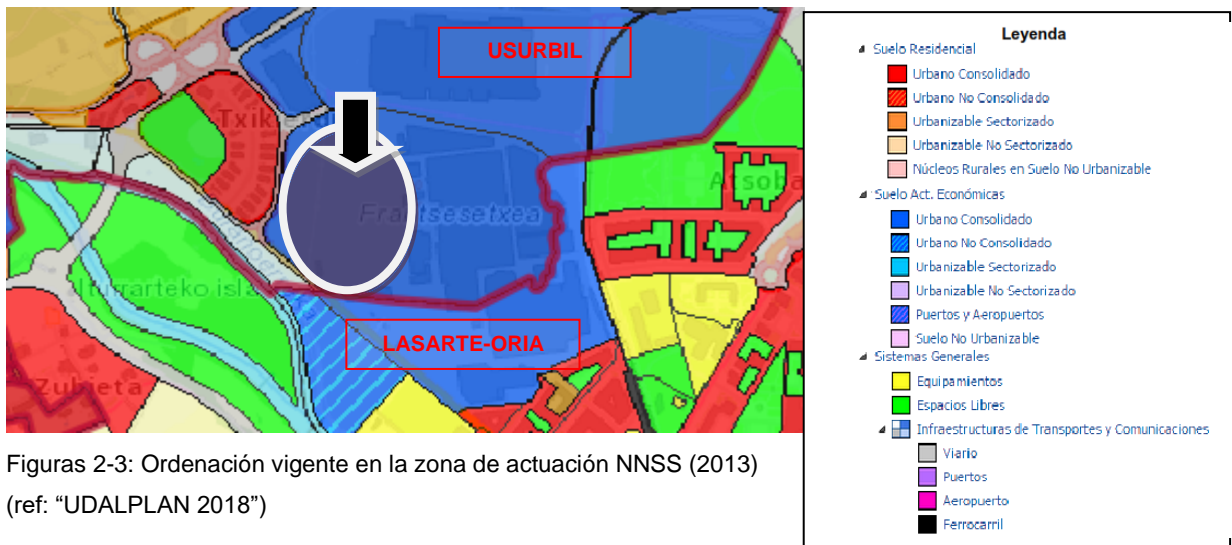 USURBIL
Txiki
Frantsesetxea
Atsoba
Iturrarteko isla
LASARTE-ORIA
Zubieta
Figuras 2-3: Ordenación vigente en la zona de actuación NNSS (2013)
(ref: “UDALPLAN 2018”)
Leyenda
Suelo Residencial
Urbano Consolidado
Urbano No Consolidado
Urbanizable Sectorizado
Urbanizable No Sectorizado
Núcleos Rurales en Suelo No Urbanizable
Suelo Act. Económicas
Urbano Consolidado
Urbano No Consolidado
Urbanizable Sectorizado
Urbanizable No Sectorizado
Puertos y Aeropuertos
Suelo No Urbanizable
Sistemas Generales
Equipamientos
Espacios Libres
Infraestructuras de Transportes y Comunicaciones
Viario
Puertos
Aeropuerto
Ferrocarril